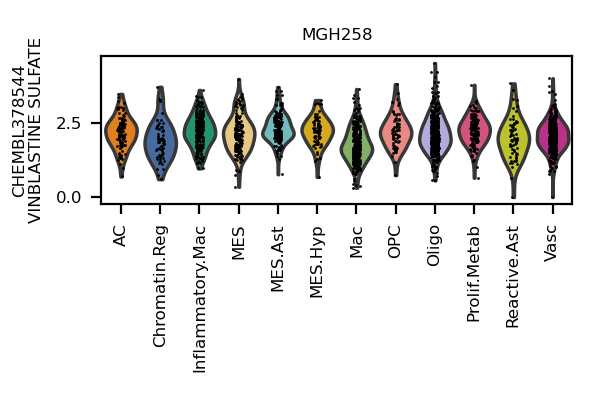 MGH258
CHEMBL378544
VINBLASTINE SULFATE
2.5
0.0
AC
Chromatin.Reg
Inflammatory.Mac
MES
MES.Ast
MES.Hyp
Mac
OPC
Oligo
Prolif.Metab
Reactive.Ast
Vasc